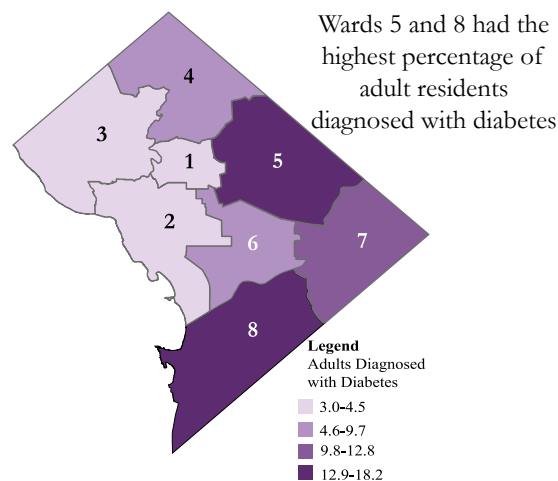 Wards 5 and 8 had the
highest percentage of
adult residents
diagnosed with diabetes
4
3
1
5
2
6
7
8
Legend
Adults Diagnosed
with Diabetes
3.0-4.5
4.6-9.7
9.8-12.8
12.9-18.2